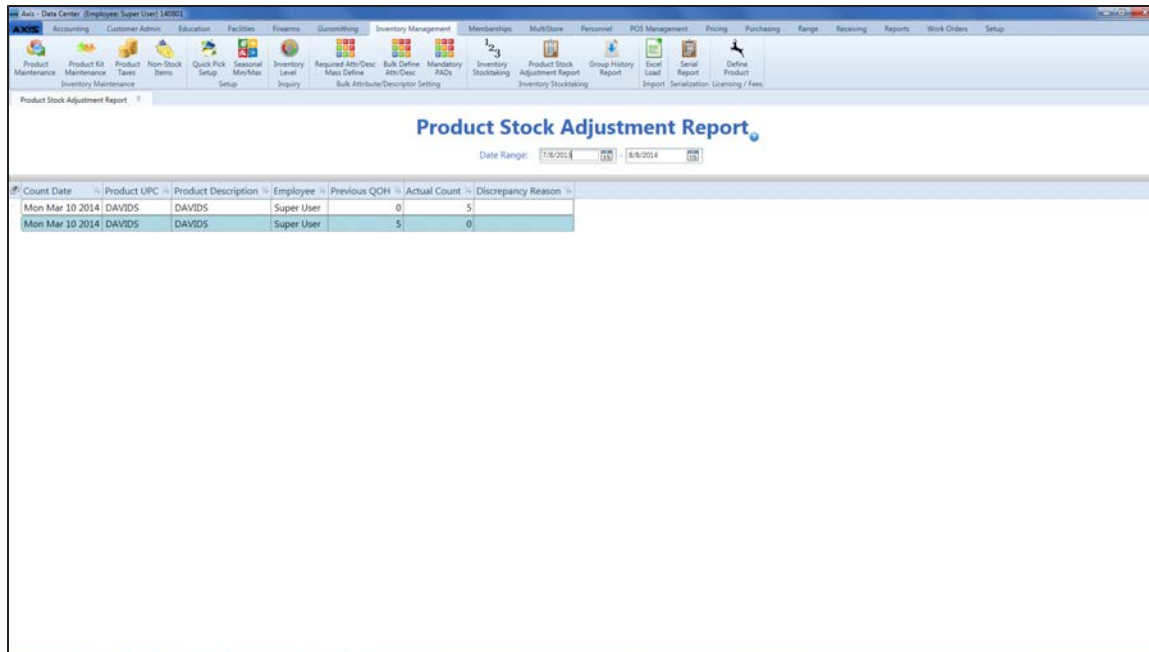 Axis - Data Center (Employee: Super User) 140801
AXIS Accounting Customer Admin Education Facilities Firearms Gunsmithing Inventory Management Memberships MultiStore Personnel POS Management Pricing Purchasing Range Receiving Reports Work Orders Setup
Product Maintenance Product Kit Maintenance Product Taxes Non-Stock Items Quick Pick Setup Seasonal Min/Max Inventory Level Required Attr/Desc Mass Define Bulk Define Attr/Desc Mandatory PADs Inventory Stocktaking Product Stock Adjustment Report Group History Report Excel Load Serial Report Define Product
Inventory Maintenance Setup Inquiry Bulk Attribute/Descriptor Setting Inventory Stocktaking Import Serialization Licensing / Fees
Product Stock Adjustment Report X
Product Stock Adjustment Report
Date Range: 7/8/2013 - 8/8/2014
Count Date Product UPC Product Description Employee Previous QOH Actual Count Discrepancy Reason
Mon Mar 10 2014 DAVIDS DAVIDS Super User 0 5
Mon Mar 10 2014 DAVIDS DAVIDS Super User 5 0